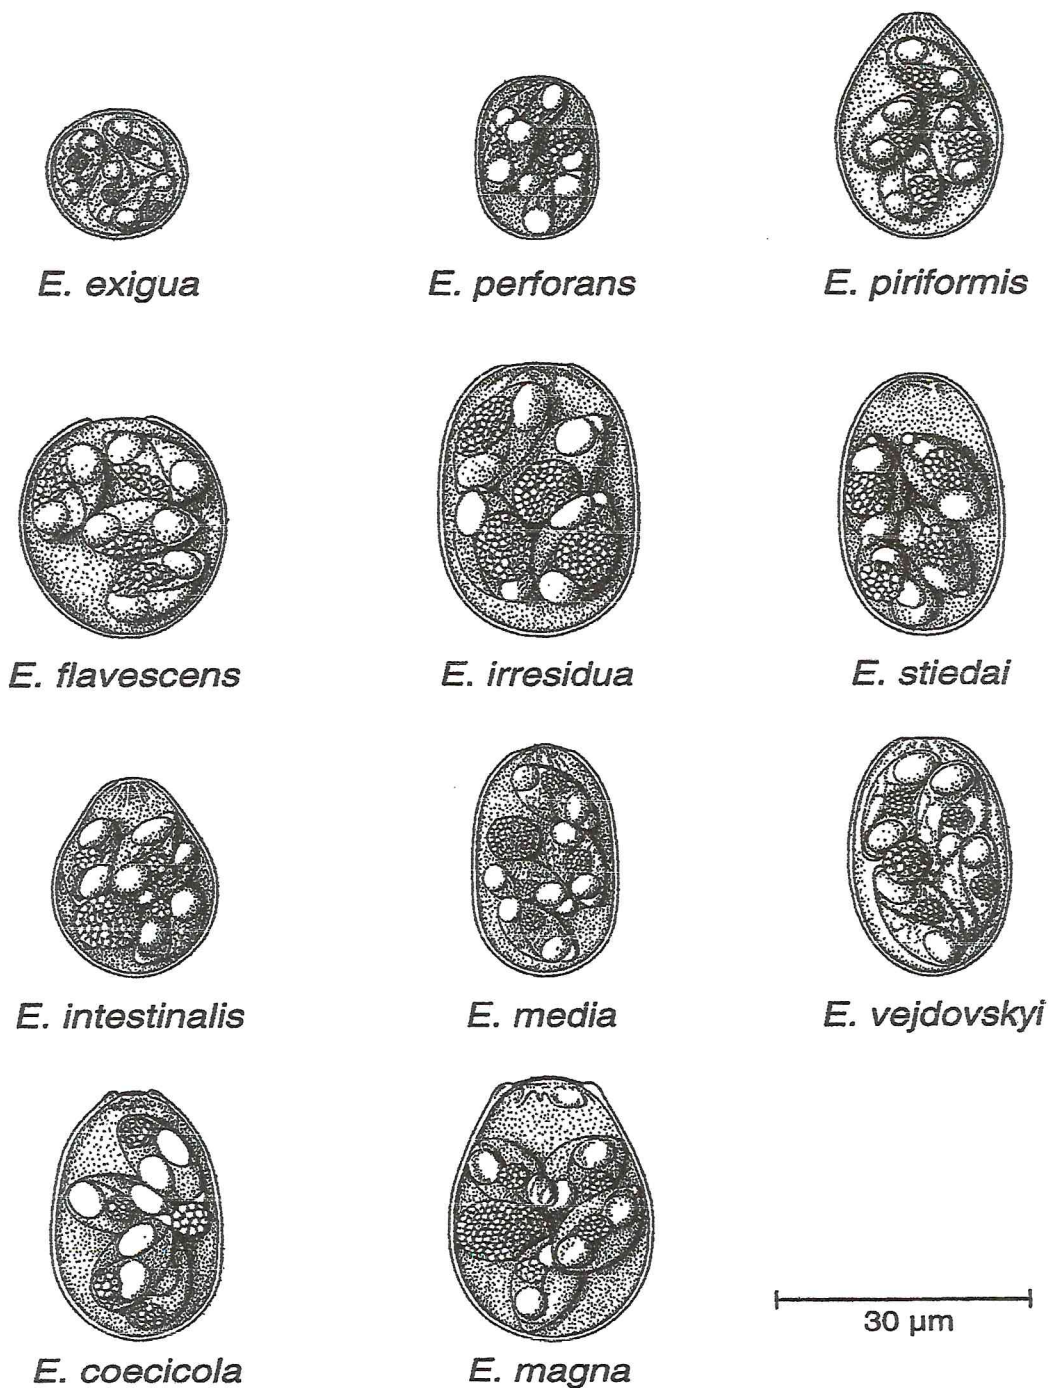 E. exigua
E. perforans
E. piriformis
E. flavescens
E. irresidua
E. stiedai
E. intestinalis
E. media
E. vejdovskyi
E. coecicola
E. magna
30 µm